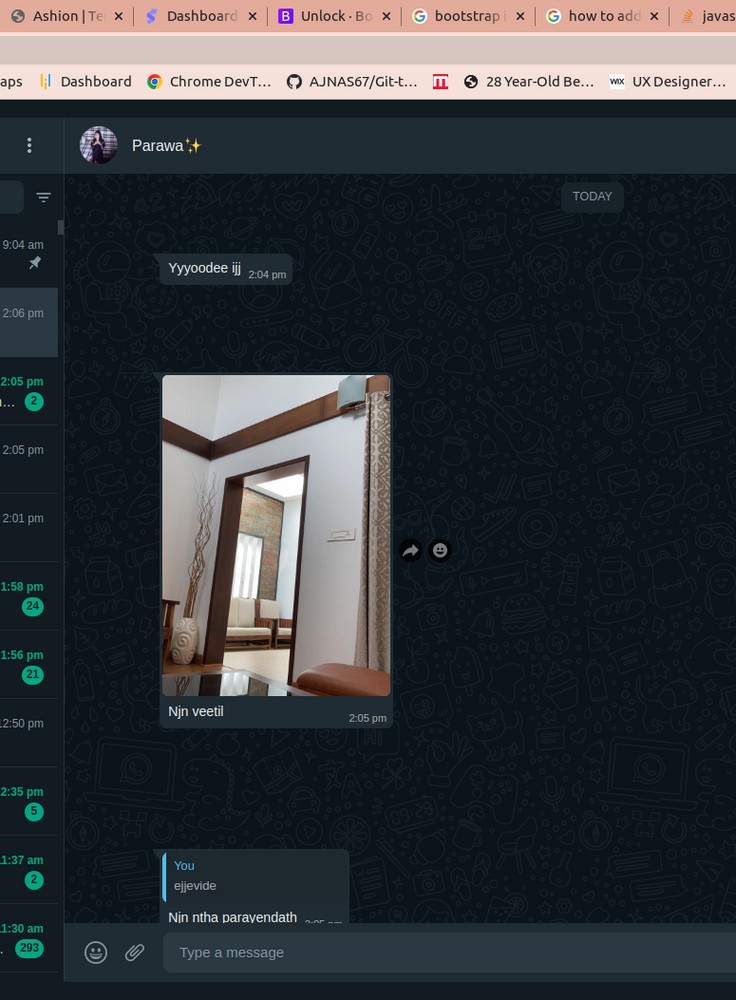 Ashion | Te
Dashboard
Unlock · Bo
bootstrap i
how to add
javas
aps
Dashboard
Chrome DevT...
AJNAS67/Git-t...
28 Year-Old Be...
WIX
UX Designer...
Parawa✨
TODAY
9:04 am
Yyyoodee ijj
2:04 pm
2:06 pm
2:05 pm
...
2
2:05 pm
2:01 pm
1:58 pm
24
1:56 pm
21
Njn veetil
2:05 pm
12:50 pm
2:35 pm
5
11:37 am
2
You
ejjevide
Njn ntha parayendath
2:05 pm
11:30 am
293
Type a message